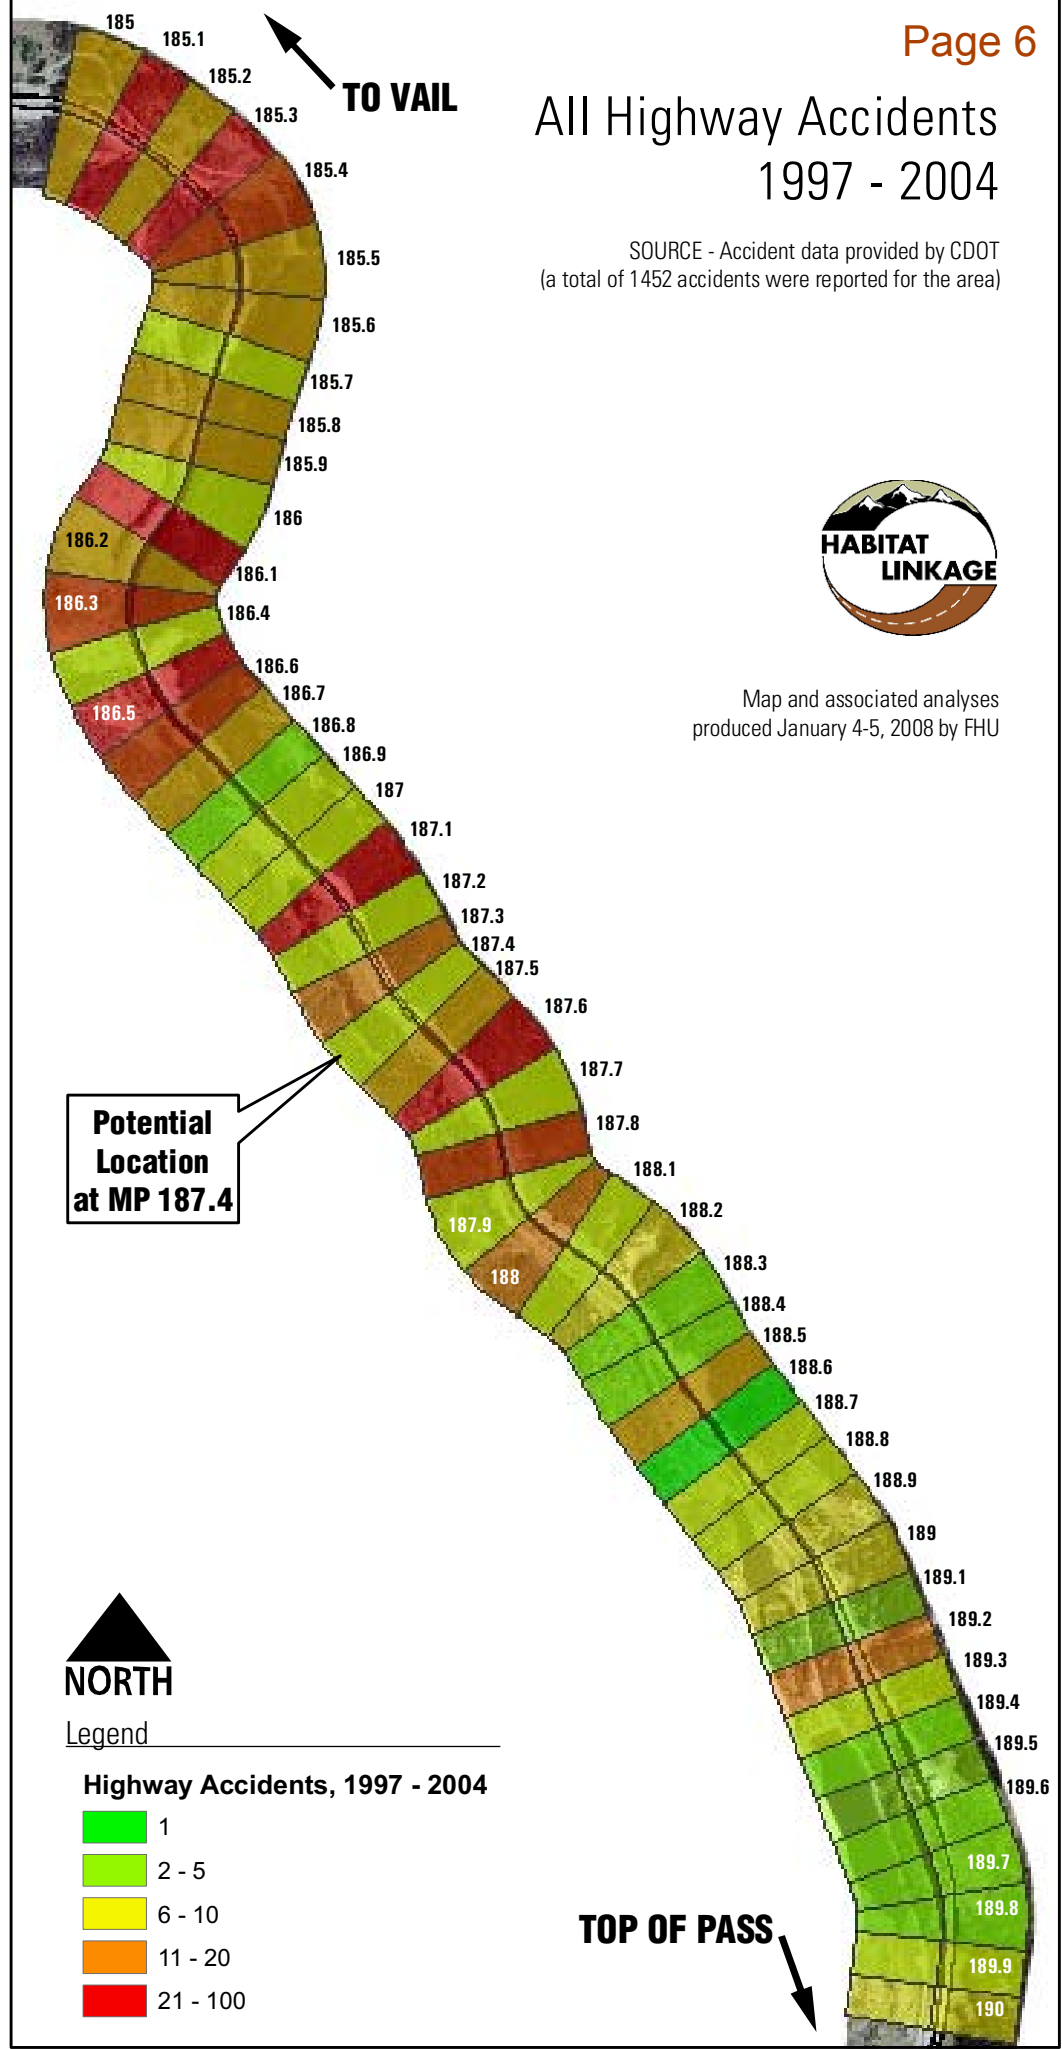 Page 6
All Highway Accidents
1997 - 2004
SOURCE - Accident data provided by CDOT
(a total of 1452 accidents were reported for the area)
TO VAIL
185
185.1
185.2
185.3
185.4
185.5
185.6
185.7
185.8
185.9
186
186.1
186.2
186.3
186.4
186.5
186.6
186.7
186.8
186.9
187
187.1
187.2
187.3
187.4
187.5
187.6
187.7
187.8
187.9
188
188.1
188.2
188.3
188.4
188.5
188.6
188.7
188.8
188.9
189
189.1
189.2
189.3
189.4
189.5
189.6
189.7
189.8
189.9
190
HABITAT
LINKAGE
Map and associated analyses
produced January 4-5, 2008 by FHU
Potential
Location
at MP 187.4
TOP OF PASS
NORTH
Legend
Highway Accidents, 1997 - 2004
1
2 - 5
6 - 10
11 - 20
21 - 100